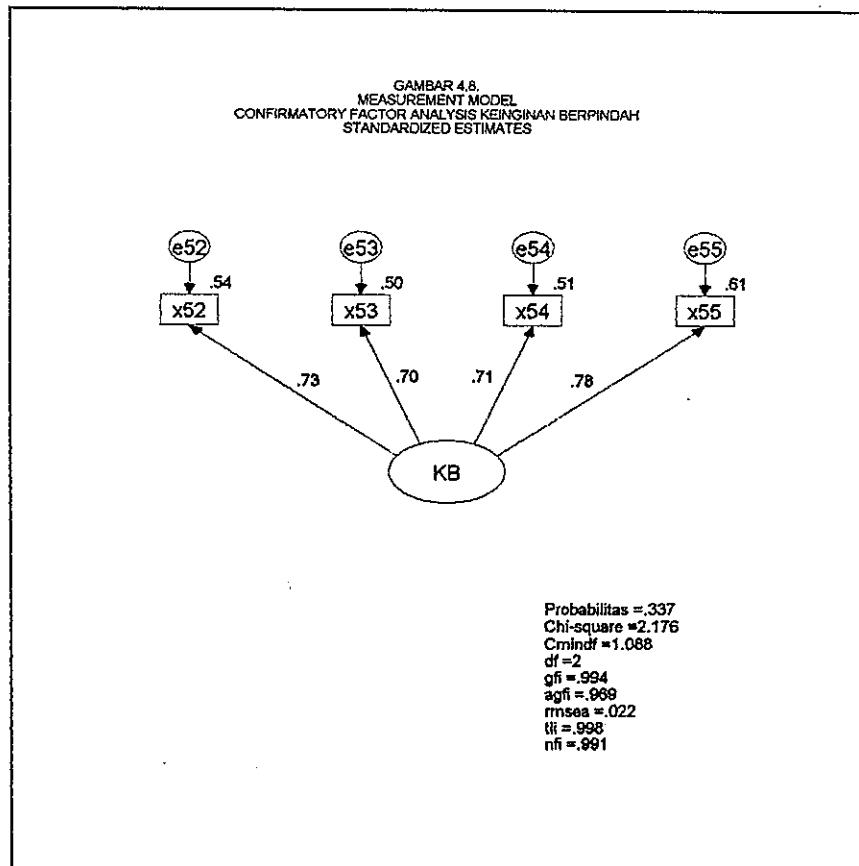 GAMBAR 4.8.
MEASUREMENT MODEL
CONFIRMATORY FACTOR ANALYSIS KEINGINAN BERPINDAH
STANDARDIZED ESTIMATES
e52 e53 e54 e55
.54 .50 .51 .61
x52 x53 x54 x55
.73 .70 .71 .78
KB
Probabilitas =.337
Chi-square =2.176
Cmindf =1.088
df =2
gfi =.994
agfi =.969
rmsea =.022
tli =.998
nfi =.991